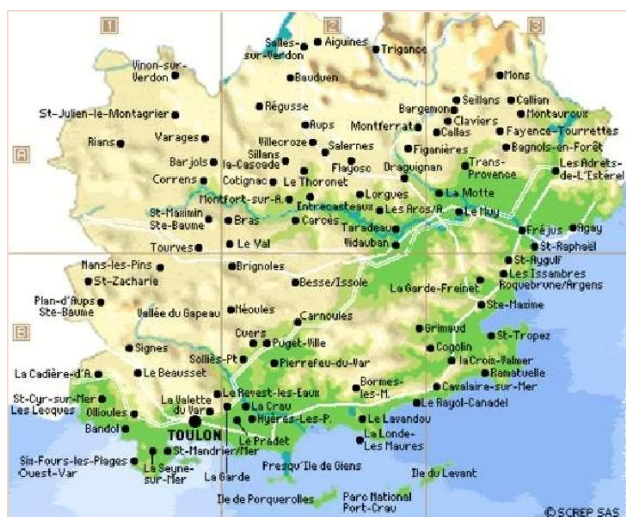 1
2
3
A
B
Salles-
sur-Verdon
Aiguines
Trigance
Vinon-sur-
Verdon
Bauduen
Mons
St-Julien-le-Montagrier
Régusse
Bargemon
Seillans
Callian
Claviers
Montauroux
Rians
Varages
Aups
Montferrat
Callas
Fayence-Tourrettes
Villecroze
Salernes
Figanières
Bagnols-en-Forêt
Barjols
Sillans
la-Cascade
Flayosc
Draguignan
Trans-
Provence
Les Adrets-
de-L'Estérel
Correns
Cotignac
Le Thoronet
Montfort-sur-A.
Entrecasteaux
Lorgues
La Motte
St-Maximin
Ste-Baume
Bras
Carcès
Les Arcs/A.
Le Muy
Taradeau
Fréjus
Agay
Tourves
Le Val
Vidauban
St-Raphaël
Nans-les-Pins
Brignoles
St-Aygulf
St-Zacharie
Besse/Issole
La Garde-Freinet
Les Issambres
Roquebrune/Argens
Plan-d'Aups
Ste-Baume
Vallée du Gapeau
Néoules
Carnoules
Ste-Maxime
Cuers
Grimaud
St-Tropez
Signes
Puget-Ville
Cogolin
Solliès-Pt
Pierrefeu-du-Var
la Croix-Valmer
La Cadière-d'A.
Le Beausset
Ramatuelle
Bormes-
les-M.
Cavalaire-sur-Mer
St-Cyr-sur-Mer
Les Lecques
La Valette
du Var
Le Revest-les-Eaux
Le Rayol-Canadel
Ollioules
La Crau
Bandol
TOULON
Hyères-Les-P.
Le Lavandou
Le Pradet
La Londe-
Les Maures
St-Mandrier/Mer
Six-Fours-les-Plages
Ouest-Var
La Seyne-
sur-Mer
La Garde
Presqu'Ile de Giens
Ile du Levant
Ile de Porquerolles
Parc National
Port-Crau
© SCREP SAS